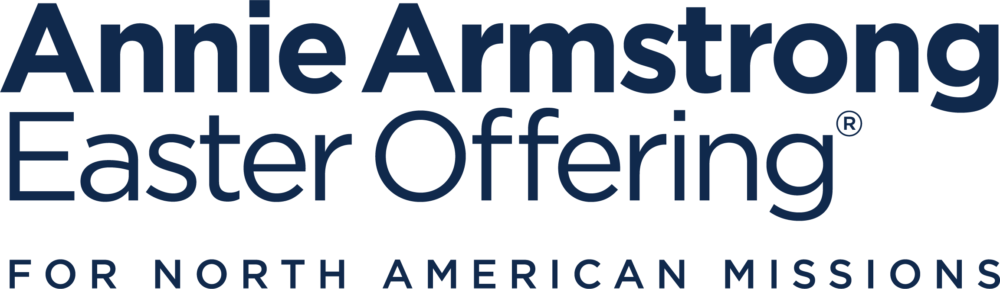 Annie Armstrong
Easter Offering®
FOR NORTH AMERICAN MISSIONS